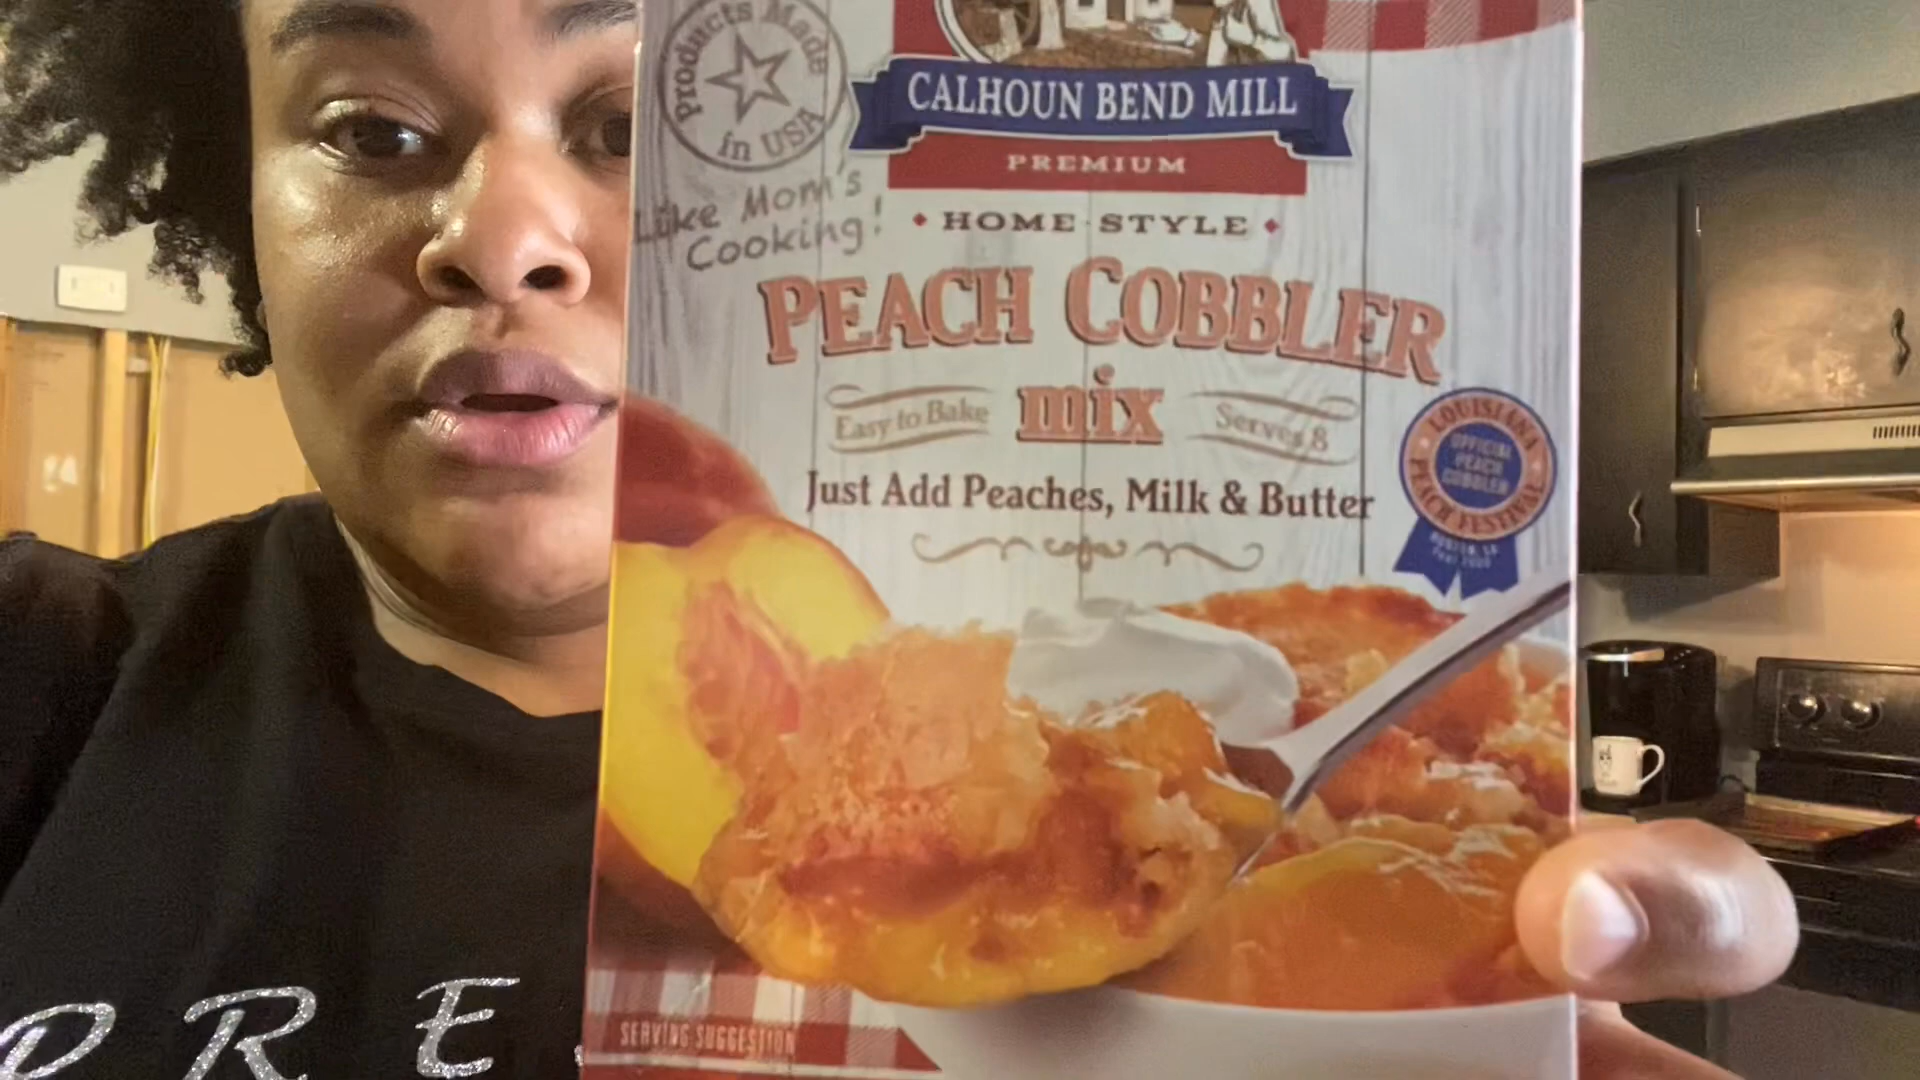 Products Made
in USA
CALHOUN BEND MILL
PREMIUM
Like Mom's
Cooking!
HOME-STYLE
PEACH COBBLER
mix
Easy to Bake
Serves 8
Just Add Peaches, Milk & Butter
LOUISIANA
PEACH FESTIVAL
OFFICIAL
PEACH
COBBLER
SERVING SUGGESTION
P R E